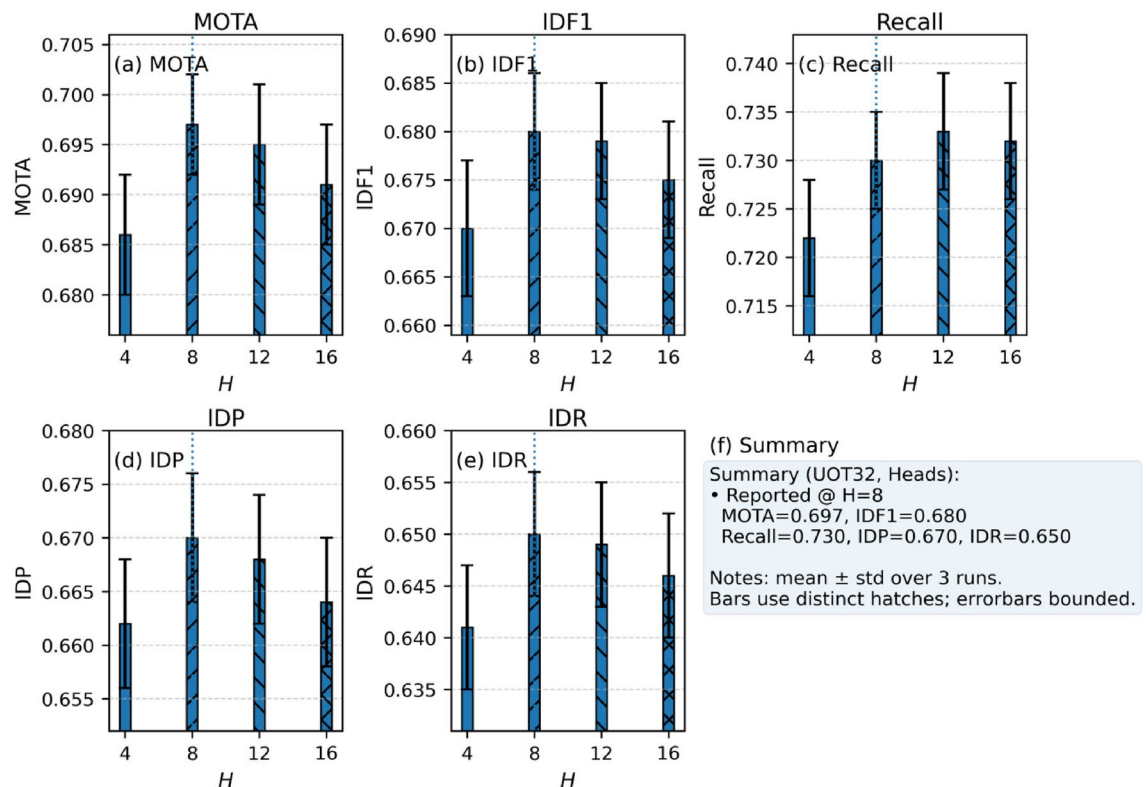 MOTA
0.705
(a) MOTA
0.700
0.695
0.690
0.685
0.680
MOTA
4 8 12 16
H
IDF1
0.690
(b) IDF1
0.685
0.680
0.675
0.670
0.665
0.660
IDF1
4 8 12 16
H
Recall
0.740
(c) Recall
0.735
0.730
0.725
0.720
0.715
Recall
4 8 12 16
H
IDP
0.680
(d) IDP
0.675
0.670
0.665
0.660
0.655
IDP
4 8 12 16
H
IDR
0.660
(e) IDR
0.655
0.650
0.645
0.640
0.635
IDR
4 8 12 16
H
(f) Summary
Summary (UOT32, Heads):
• Reported @ H=8
MOTA=0.697, IDF1=0.680
Recall=0.730, IDP=0.670, IDR=0.650
Notes: mean ± std over 3 runs.
Bars use distinct hatches; errorbars bounded.